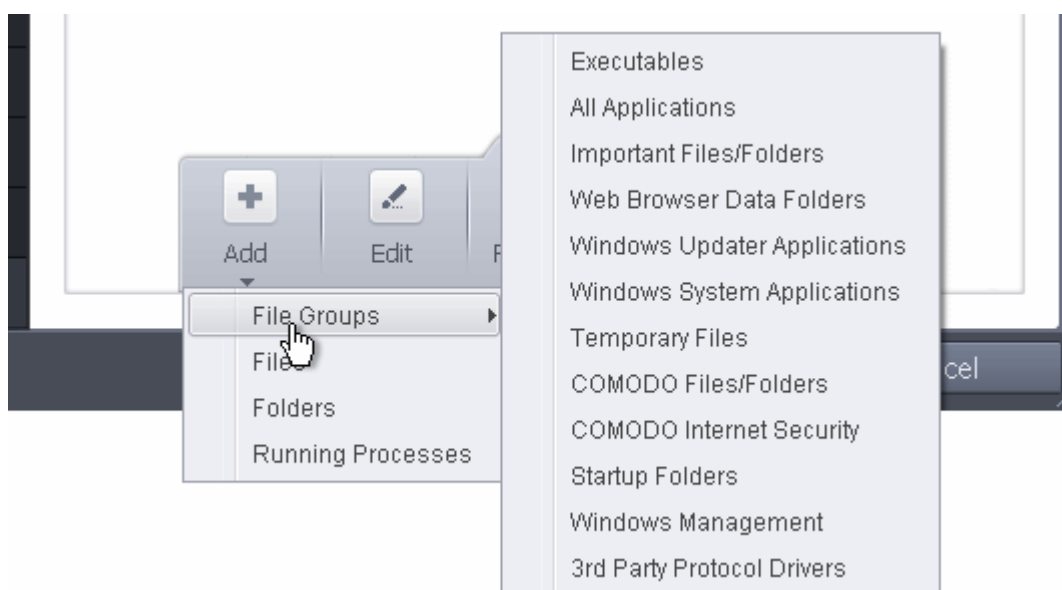 Add
Edit
File Groups
Files
Folders
Running Processes
Executables
All Applications
Important Files/Folders
Web Browser Data Folders
Windows Updater Applications
Windows System Applications
Temporary Files
COMODO Files/Folders
COMODO Internet Security
Startup Folders
Windows Management
3rd Party Protocol Drivers
cel